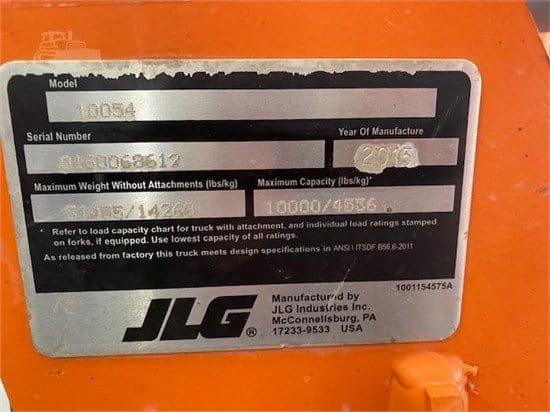 Model
10054
Serial Number
Year Of Manufacture
0160068612
2015
Maximum Weight Without Attachments (lbs/kg)
Maximum Capacity (lbs/kg)*
10000/4536
* Refer to load capacity chart for truck with attachment, and individual load ratings stamped
on forks, if equipped. Use lowest capacity of all ratings.
As released from factory this truck meets design specifications in ANSI \ ITSDF B56.6-2011
1001154575A
JLG®
Manufactured by
JLG Industries Inc.
McConnellsburg, PA
17233-9533 USA